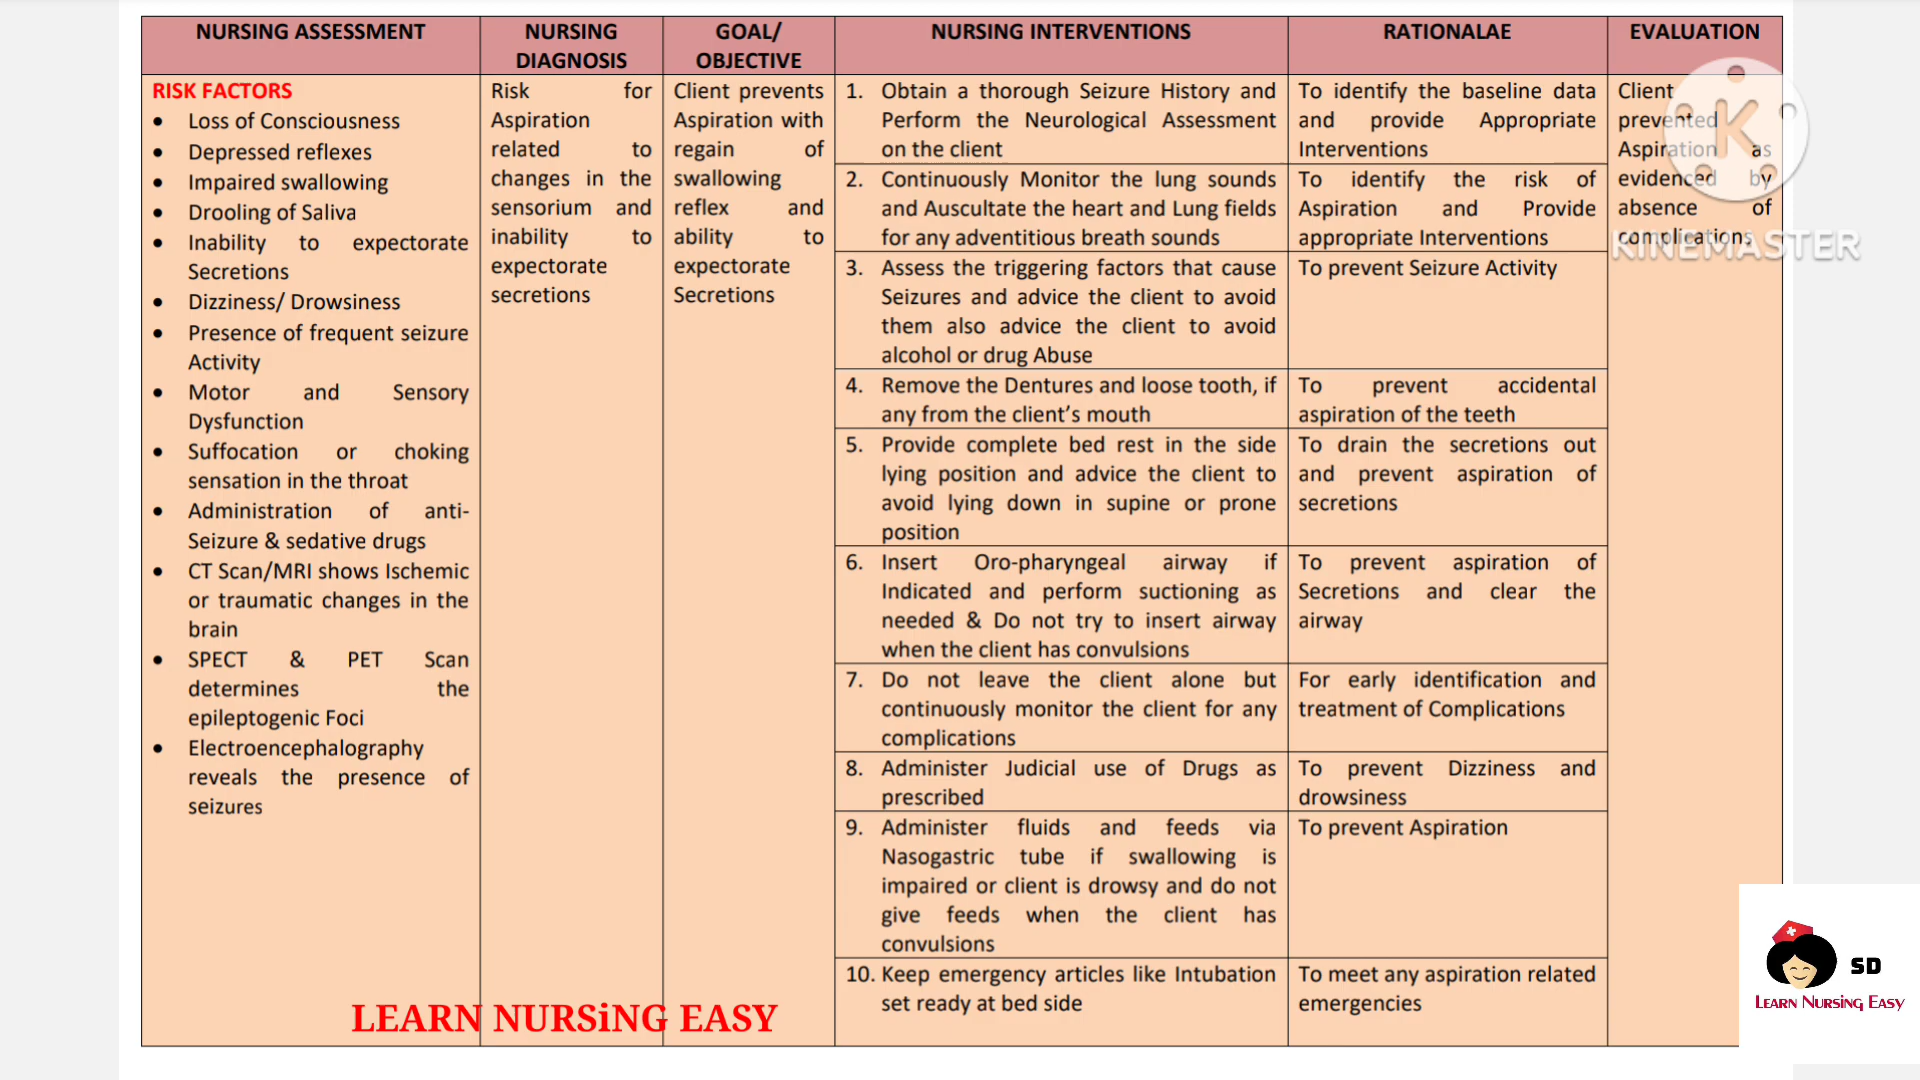 NURSING ASSESSMENT
NURSING
DIAGNOSIS
GOAL/
OBJECTIVE
NURSING INTERVENTIONS
RATIONALAE
EVALUATION
RISK FACTORS
• Loss of Consciousness
• Depressed reflexes
• Impaired swallowing
• Drooling of Saliva
• Inability to expectorate
Secretions
• Dizziness/ Drowsiness
• Presence of frequent seizure
Activity
• Motor and Sensory
Dysfunction
• Suffocation or choking
sensation in the throat
• Administration of anti-
Seizure & sedative drugs
• CT Scan/MRI shows Ischemic
or traumatic changes in the
brain
• SPECT & PET Scan
determines the
epileptogenic Foci
• Electroencephalography
reveals the presence of
seizures
Risk for
Aspiration
related to
changes in the
sensorium and
inability to
expectorate
secretions
Client prevents
Aspiration with
regain of
swallowing
reflex and
ability to
expectorate
Secretions
1. Obtain a thorough Seizure History and
Perform the Neurological Assessment
on the client
To identify the baseline data
and provide Appropriate
Interventions
2. Continuously Monitor the lung sounds
and Auscultate the heart and Lung fields
for any adventitious breath sounds
To identify the risk of
Aspiration and Provide
appropriate Interventions
3. Assess the triggering factors that cause
Seizures and advice the client to avoid
them also advice the client to avoid
alcohol or drug Abuse
To prevent Seizure Activity
4. Remove the Dentures and loose tooth, if
any from the client's mouth
To prevent accidental
aspiration of the teeth
5. Provide complete bed rest in the side
lying position and advice the client to
avoid lying down in supine or prone
position
To drain the secretions out
and prevent aspiration of
secretions
6. Insert Oro-pharyngeal airway if
Indicated and perform suctioning as
needed & Do not try to insert airway
when the client has convulsions
To prevent aspiration of
Secretions and clear the
airway
7. Do not leave the client alone but
continuously monitor the client for any
complications
For early identification and
treatment of Complications
8. Administer Judicial use of Drugs as
prescribed
To prevent Dizziness and
drowsiness
9. Administer fluids and feeds via
Nasogastric tube if swallowing is
impaired or client is drowsy and do not
give feeds when the client has
convulsions
To prevent Aspiration
10. Keep emergency articles like Intubation
set ready at bed side
To meet any aspiration related
emergencies
Client
prevented
Aspiration as
evidenced by
absence of
complications
K
KINEMASTER
LEARN NURSiNG EASY
SD
LEARN NURSiNG EASY